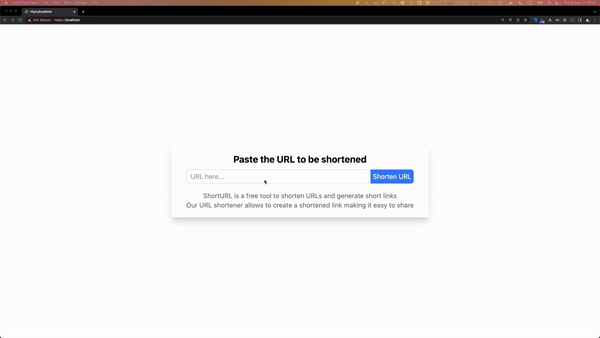 https://localhost
Not Secure
https://localhost
Paste the URL to be shortened
URL here...
Shorten URL
ShortURL is a free tool to shorten URLs and generate short links
Our URL shortener allows to create a shortened link making it easy to share